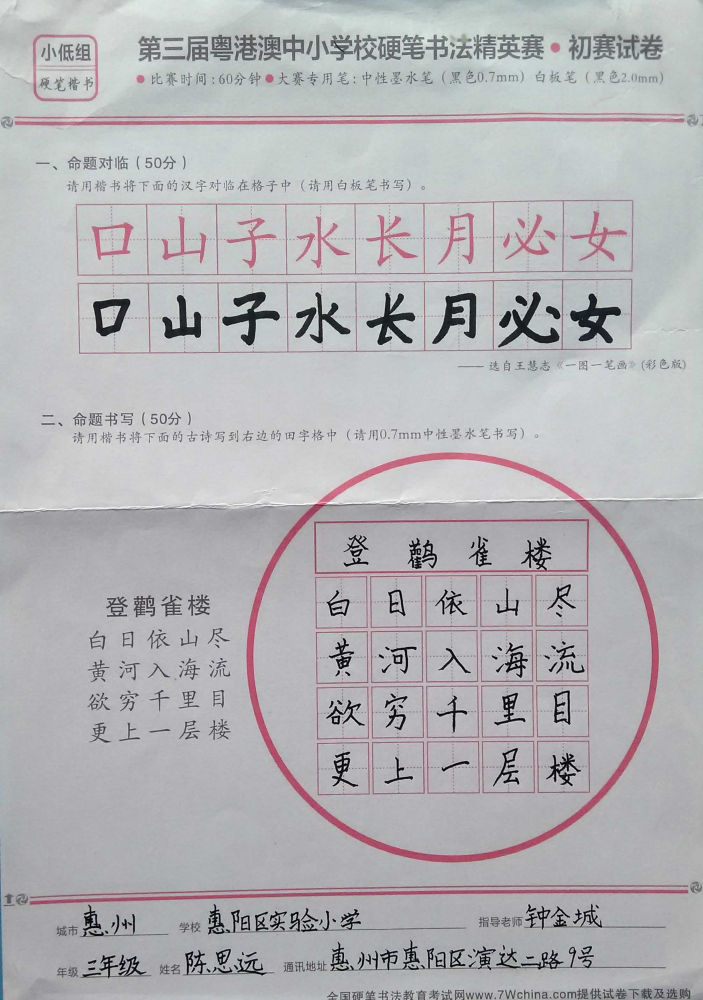 小低组
硬笔楷书
第三届粤港澳中小学校硬笔书法精英赛•初赛试卷
●比赛时间:60分钟●大赛专用笔:中性墨水笔(黑色0.7mm)白板笔(黑色2.0mm)
一、命题对临(50分)
请用楷书将下面的汉字对临在格子中(请用白板笔书写)。
口山子水长月必女
口山子水长月必女
——选自王慧志《一图一笔画》(彩色版)
二、命题书写(50分)
请用楷书将下面的古诗写到右边的田字格中(请用0.7mm中性墨水笔书写)。
登鹳雀楼
白日依山尽
黄河入海流
欲穷千里目
更上一层楼
登鹳雀楼
白日依山尽
黄河入海流
欲穷千里目
更上一层楼
城市 惠州 学校 惠阳区实验小学 指导老师 钟金城
年级 三年级 姓名 陈思远 通讯地址 惠州市惠阳区演达二路9号
全国硬笔书法教育考试网www.7Wchina.com提供试卷下载及选购